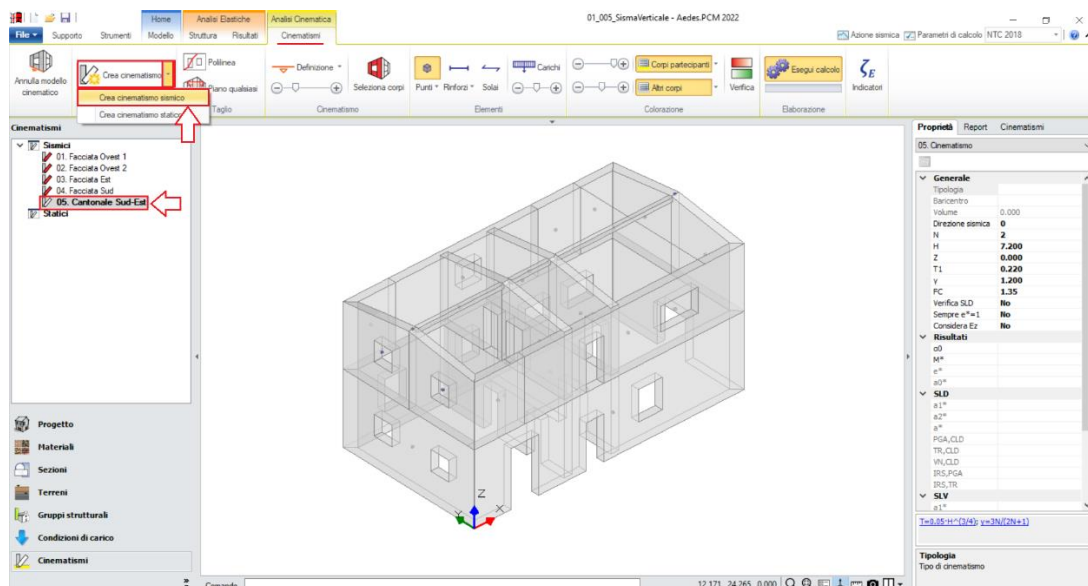 Home
Analisi Elastiche
Analisi Cinematica
01_005_SismaVerticale - Aedes.PCM 2022
File
Supporto
Strumenti
Modello
Struttura
Risultati
Cinematismi
Azione sismica
Parametri di calcolo
NTC 2018
Annulla modello cinematico
Crea cinematismo
Crea cinematismo sismico
Crea cinematismo statico
Polilinea
Piano qualsiasi
Taglio
Definizione
Seleziona corpi
Cinematismo
Punti
Rinforzi
Solai
Carichi
Elementi
Corpi partecipanti
Altri corpi
Verifica
Colorazione
Esegui calcolo
Elaborazione
ζE
Indicatori
Cinematismi
Sismici
01. Facciata Ovest 1
02. Facciata Ovest 2
03. Facciata Est
04. Facciata Sud
05. Cantonale Sud-Est
Statici
Progetto
Materiali
Sezioni
Terreni
Gruppi strutturali
Condizioni di carico
Cinematismi
Z
X
Y
Comando
12.171 24.265 0.000
Proprietà
Report
Cinematismi
05. Cinematismo
Generale
Tipologia
Baricentro
Volume 0.000
Direzione sismica 0
N 2
H 7.200
Z 0.000
T1 0.220
γ 1.200
FC 1.35
Verifica SLD No
Sempre e*=1 No
Considera Ez No
Risultati
α0
M*
e*
a0*
SLD
a1*
a2*
a*
PGA,CLD
TR,CLD
VN,CLD
IRS,PGA
IRS,TR
SLV
a1*
T=0.05·H^(3/4); γ=3N/(2N+1)
Tipologia
Tipo di cinematismo